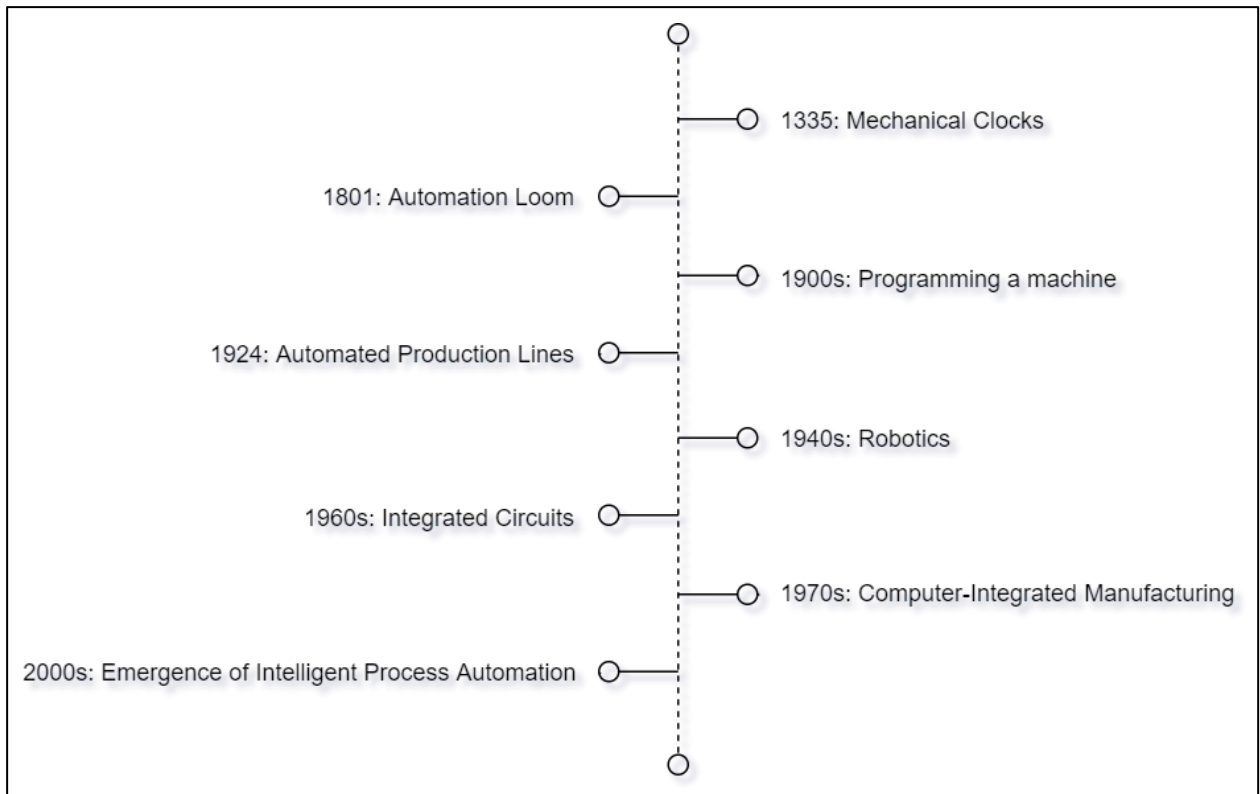 1335: Mechanical Clocks
1801: Automation Loom
1900s: Programming a machine
1924: Automated Production Lines
1940s: Robotics
1960s: Integrated Circuits
1970s: Computer-Integrated Manufacturing
2000s: Emergence of Intelligent Process Automation